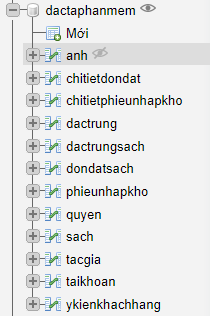 dactaphanmem
Mới
anh
chitietdondat
chitietphieunhapkho
dactrung
dactrungsach
dondatsach
phieunhapkho
quyen
sach
tacgia
taikhoan
ykienkhachhang